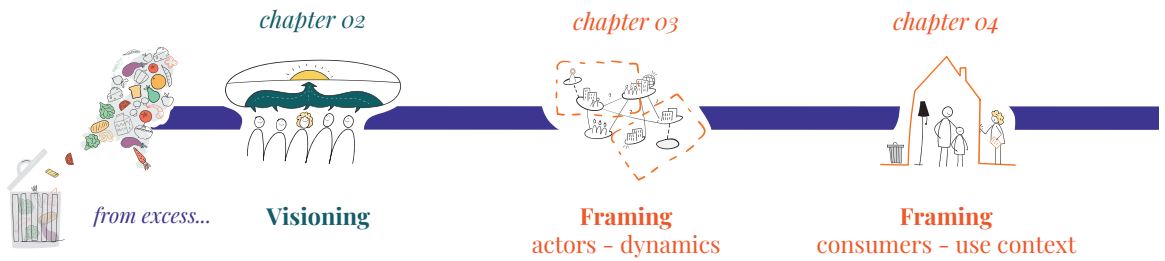 chapter 02
chapter 03
chapter 04
from excess...
Visioning
Framing
actors - dynamics
Framing
consumers - use context